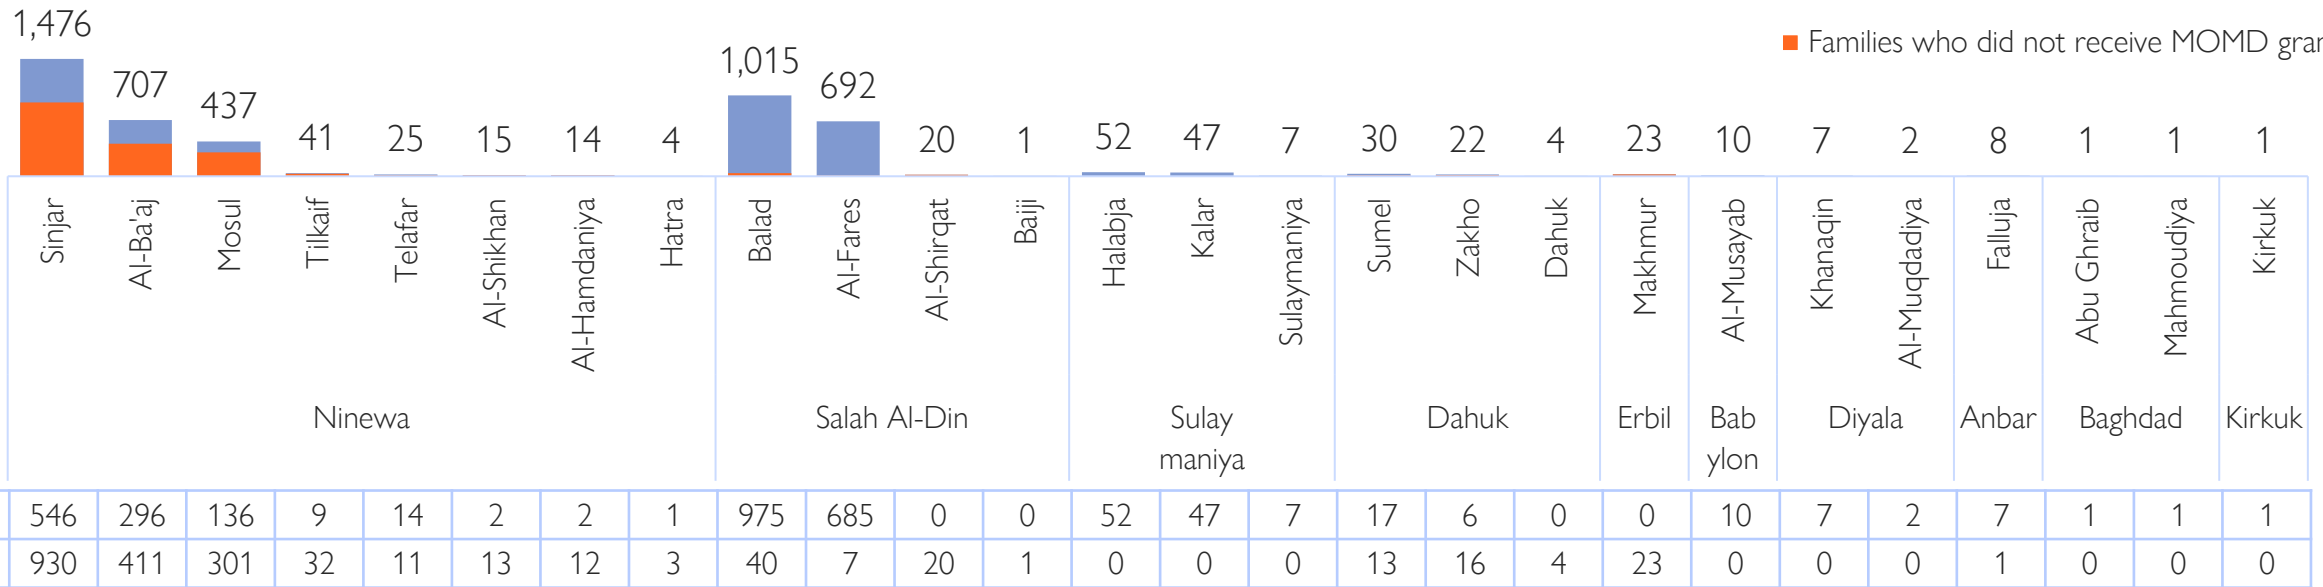 1,476
707
437
41
25
15
14
4
1,015
692
20
1
52
47
7
30
22
4
23
10
7
2
8
1
1
1
Families who did not receive MOMD gran
Sinjar
Al-Ba'aj
Mosul
Tilkaif
Telafar
Al-Shikhan
Al-Hamdaniya
Hatra
Balad
Al-Fares
Al-Shirqat
Baiji
Halabja
Kalar
Sulaymaniya
Sumel
Zakho
Dahuk
Makhmur
Al-Musayab
Khanaqin
Al-Muqdadiya
Falluja
Abu Ghraib
Mahmoudiya
Kirkuk
Ninewa
Salah Al-Din
Sulay
maniya
Dahuk
Erbil
Bab
ylon
Diyala
Anbar
Baghdad
Kirkuk
546 296 136 9 14 2 2 1 975 685 0 0 52 47 7 17 6 0 0 10 7 2 7 1 1 1
930 411 301 32 11 13 12 3 40 7 20 1 0 0 0 13 16 4 23 0 0 0 1 0 0 0